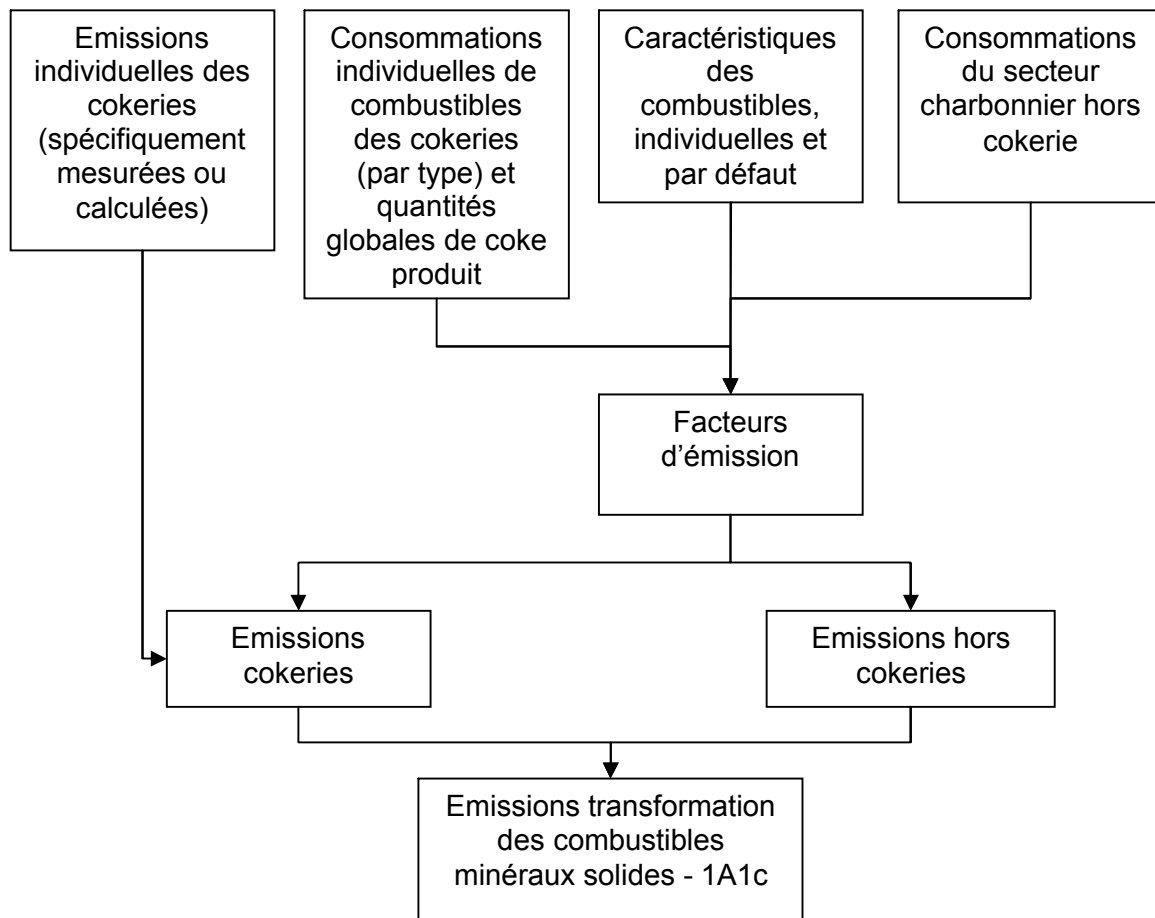 Emissions
individuelles des
cokeries
(spécifiquement
mesurées ou
calculées)
Consommations
individuelles de
combustibles
des cokeries
(par type) et
quantités
globales de coke
produit
Caractéristiques
des
combustibles,
individuelles et
par défaut
Consommations
du secteur
charbonnier hors
cokerie
Facteurs
d’émission
Emissions
cokeries
Emissions hors
cokeries
Emissions transformation
des combustibles
minéraux solides - 1A1c